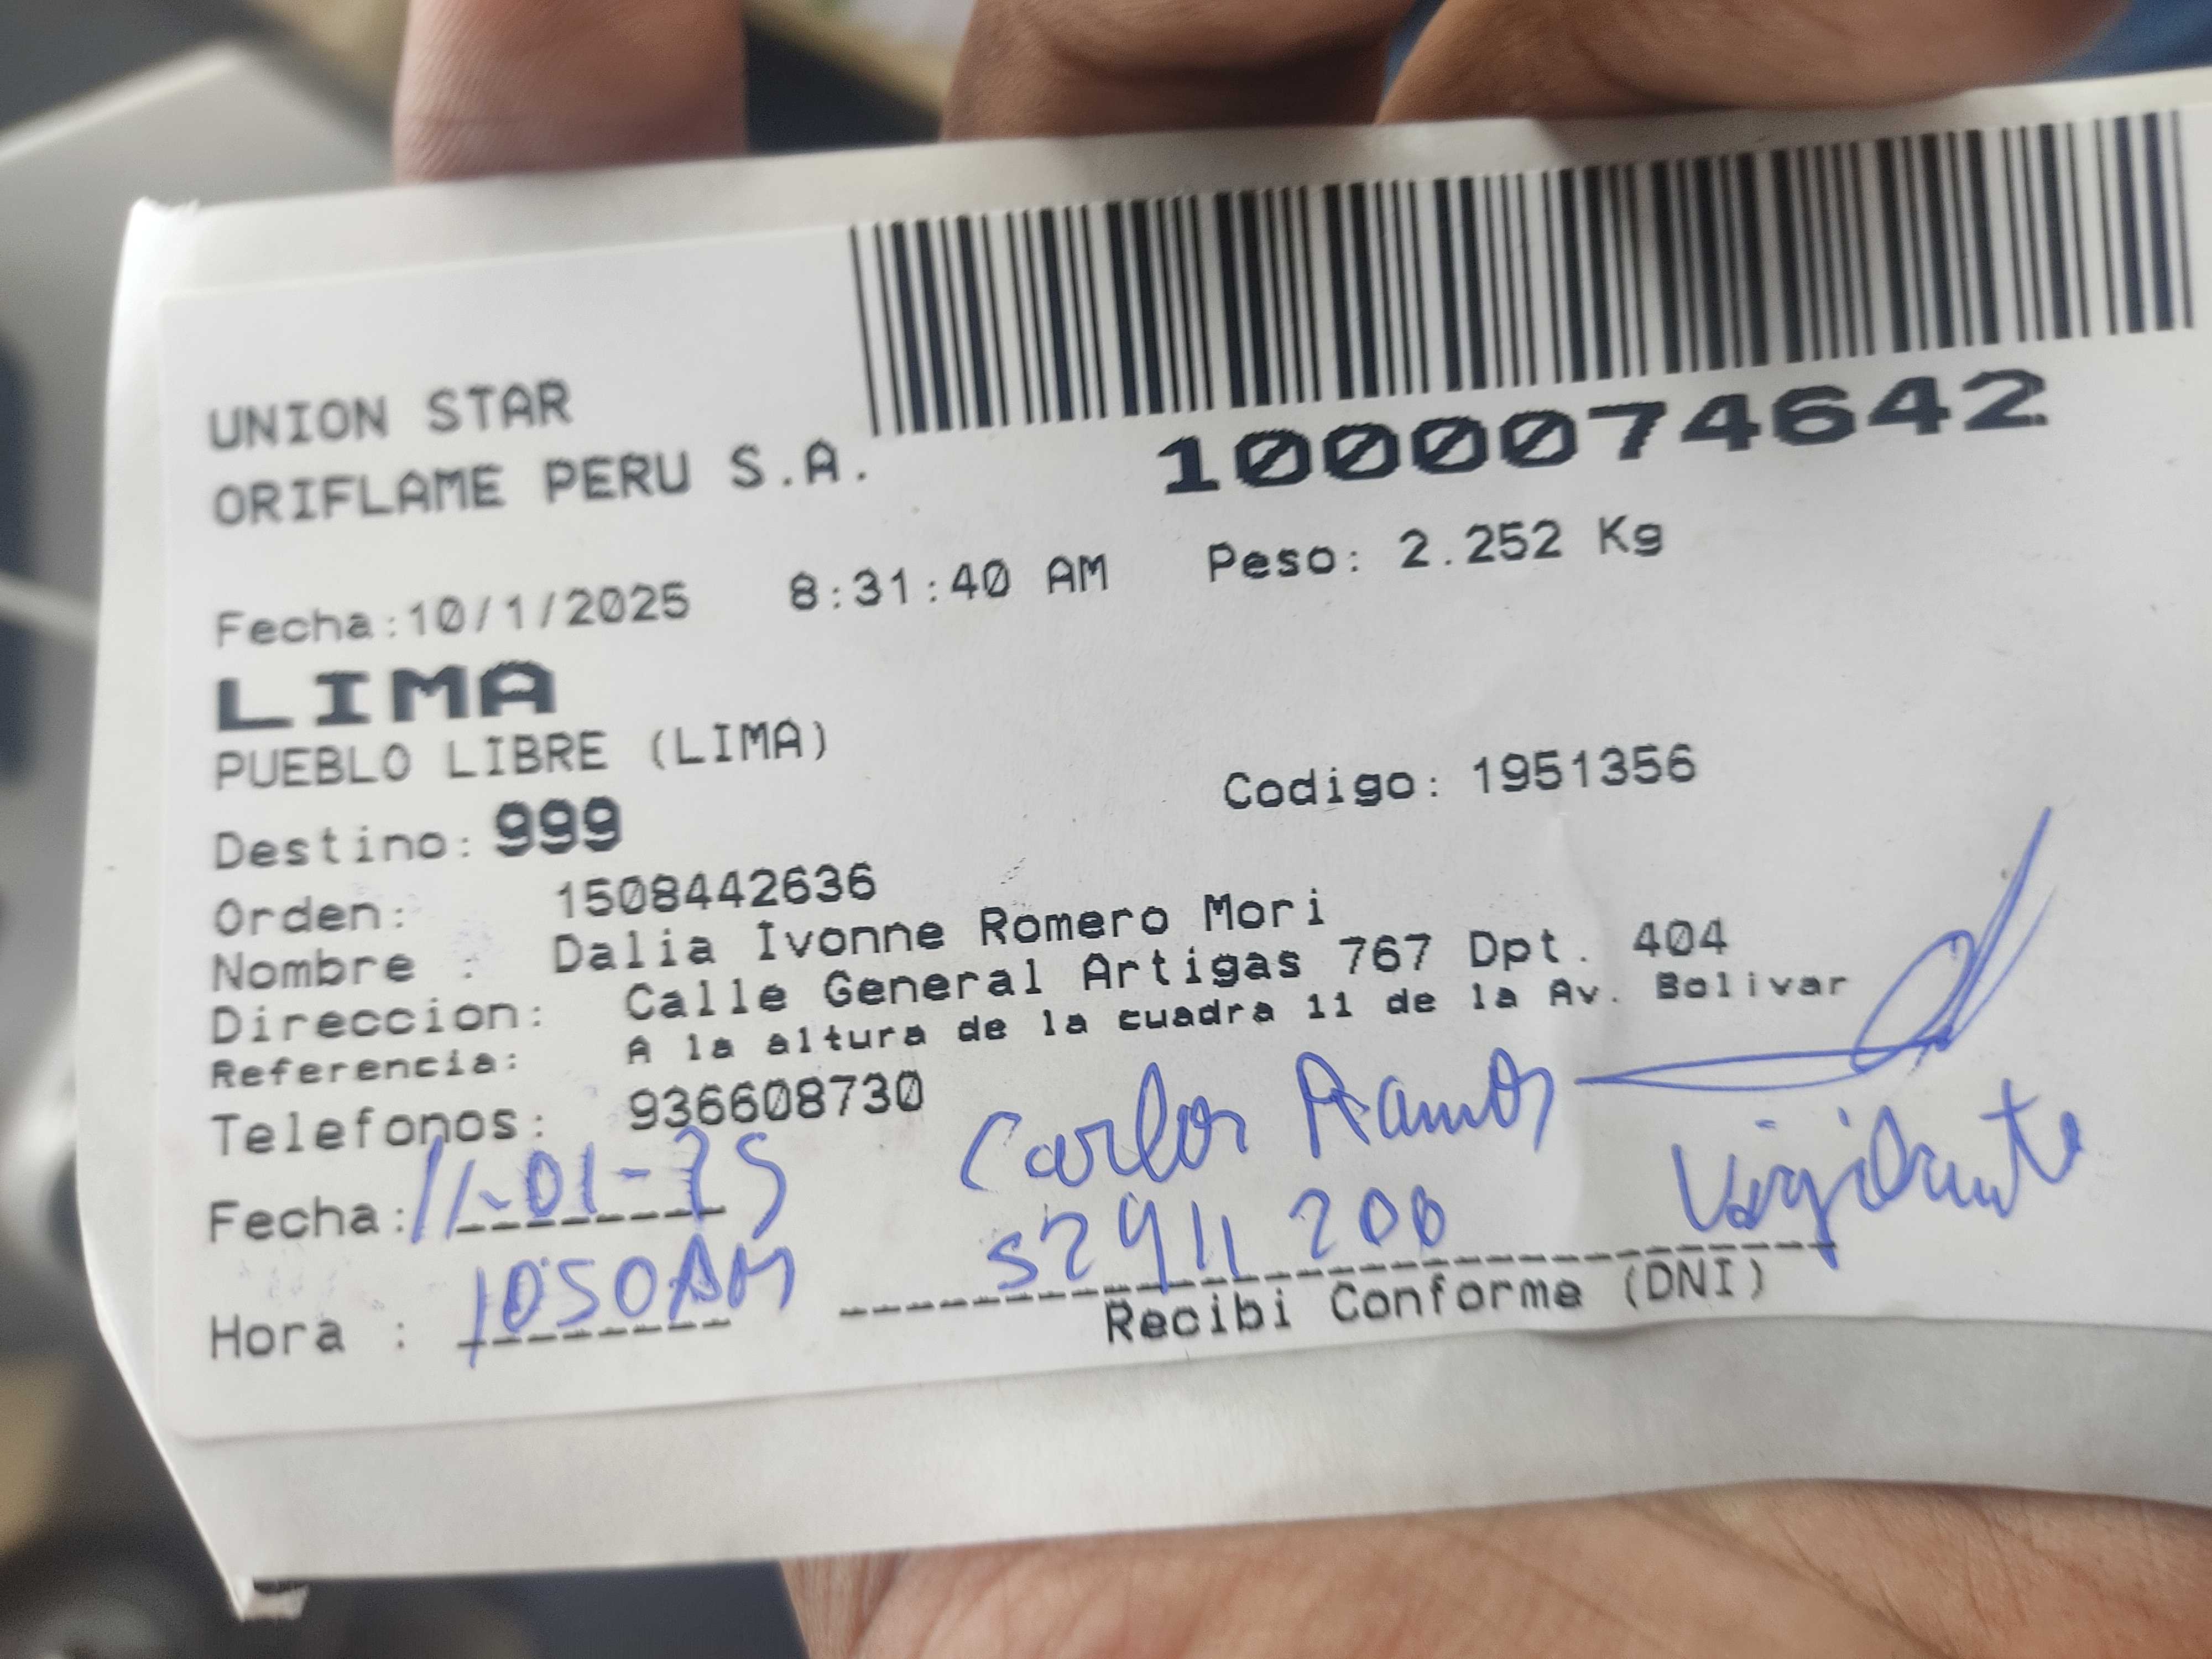 UNION STAR
ORIFLAME PERU S.A.
1000074642
Fecha:10/1/2025 8:31:40 AM Peso: 2.252 Kg
LIMA
PUEBLO LIBRE (LIMA)
Destino: 999 Codigo: 1951356
Orden: 1508442636
Nombre : Dalia Ivonne Romero Mori
Direccion: Calle General Artigas 767 Dpt. 404
Referencia: A la altura de la cuadra 11 de la Av. Bolivar
Telefonos: 936608730
Carlos Ramos
Fecha: 11-01-25
Vigilante
Hora : 1050AM
Recibi Conforme (DNI)